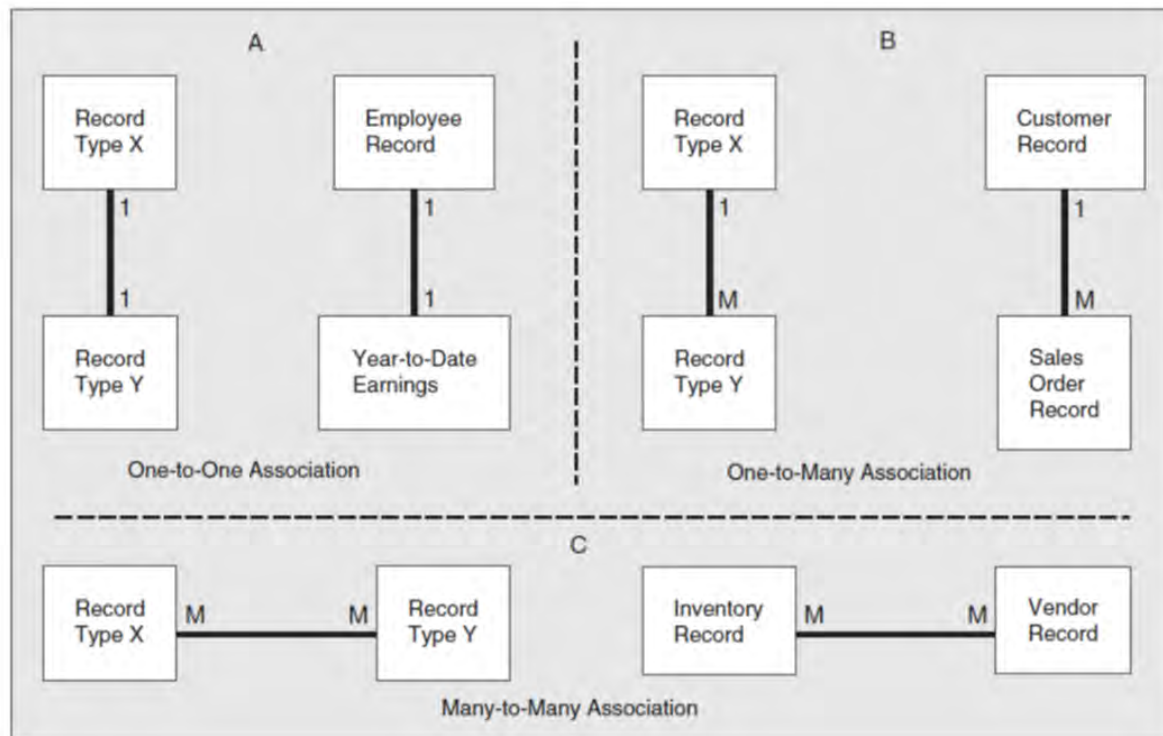 A
Record
Type X
1
1
Record
Type Y
Employee
Record
1
1
Year-to-Date
Earnings
One-to-One Association
B
Record
Type X
1
M
Record
Type Y
Customer
Record
1
M
Sales
Order
Record
One-to-Many Association
C
Record
Type X
M
M
Record
Type Y
Inventory
Record
M
M
Vendor
Record
Many-to-Many Association